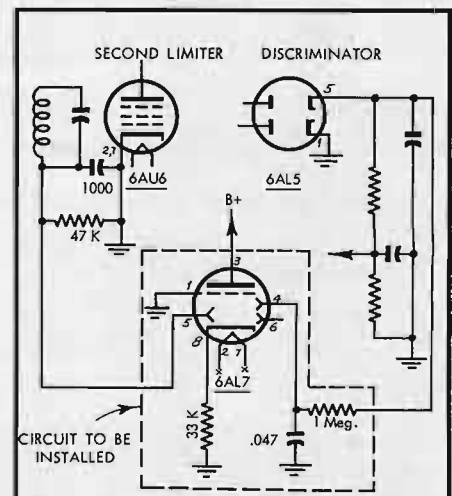 SECOND LIMITER DISCRIMINATOR
5
2,7
1
1000
6AU6
6AL5
B+
47 K
3
1
4
5
6
8
2 7
6AL7
CIRCUIT TO BE
INSTALLED
33 K
.047
1 Meg.